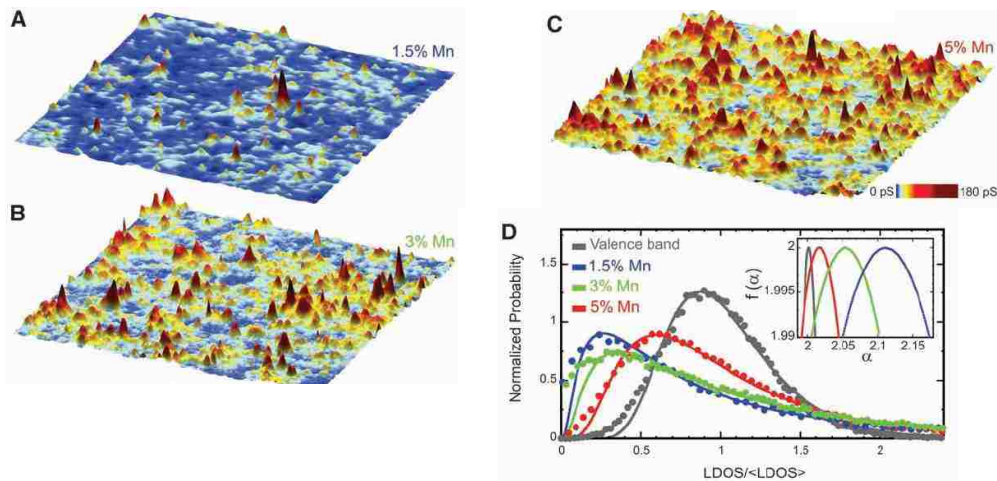 A
1.5% Mn
B
3% Mn
C
5% Mn
0 pS 180 pS
D
Valence band
1.5% Mn
3% Mn
5% Mn
Normalized Probability
1.5
1
0.5
0
0 0.5 1 1.5 2
LDOS/<LDOS>
f (α)
2
1.995
1.99
2 2.05 2.1 2.15
α